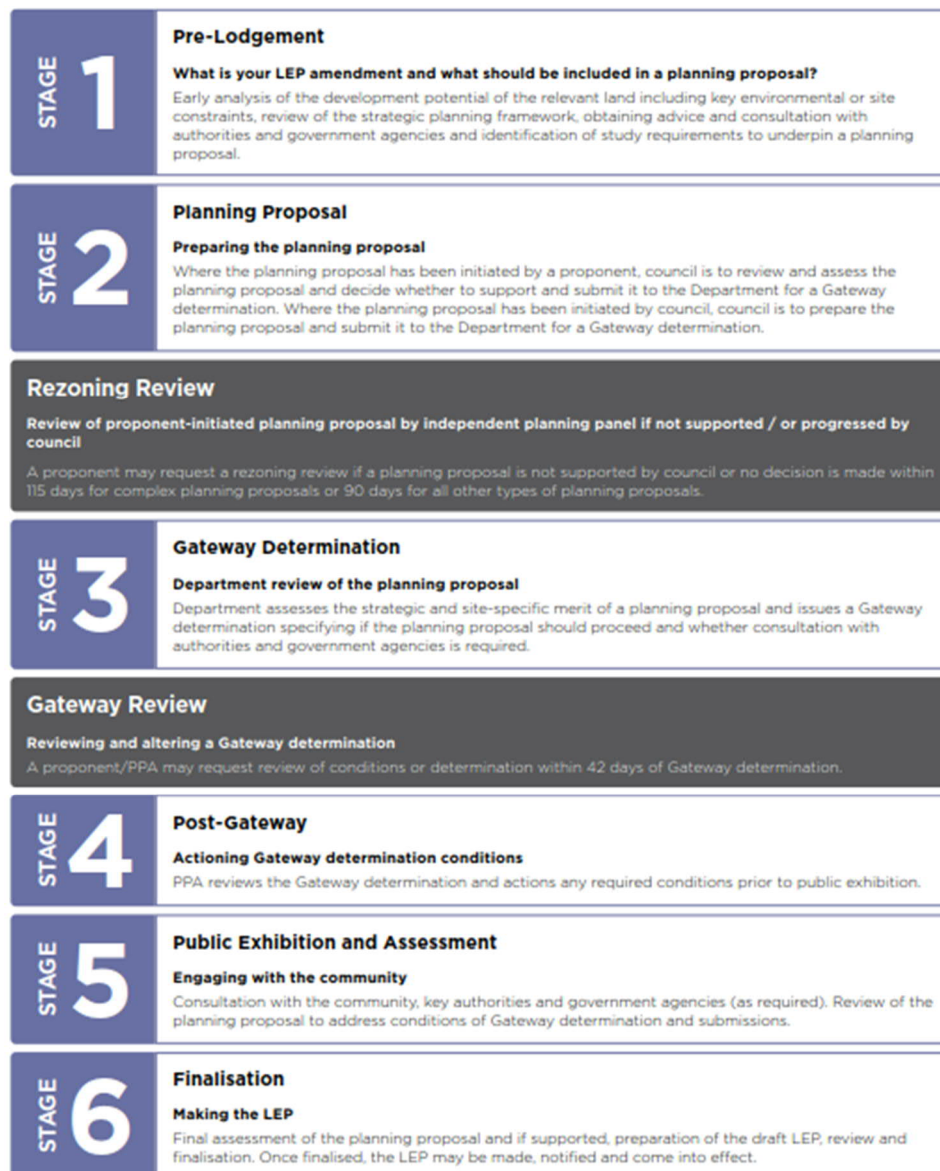 STAGE 1
Pre-Lodgement
What is your LEP amendment and what should be included in a planning proposal?
Early analysis of the development potential of the relevant land including key environmental or site
constraints, review of the strategic planning framework, obtaining advice and consultation with
authorities and government agencies and identification of study requirements to underpin a planning
proposal.
STAGE 2
Planning Proposal
Preparing the planning proposal
Where the planning proposal has been initiated by a proponent, council is to review and assess the
planning proposal and decide whether to support and submit it to the Department for a Gateway
determination. Where the planning proposal has been initiated by council, council is to prepare the
planning proposal and submit it to the Department for a Gateway determination.
Rezoning Review
Review of proponent-initiated planning proposal by independent planning panel if not supported / or progressed by
council
A proponent may request a rezoning review if a planning proposal is not supported by council or no decision is made within
115 days for complex planning proposals or 90 days for all other types of planning proposals.
STAGE 3
Gateway Determination
Department review of the planning proposal
Department assesses the strategic and site-specific merit of a planning proposal and issues a Gateway
determination specifying if the planning proposal should proceed and whether consultation with
authorities and government agencies is required.
Gateway Review
Reviewing and altering a Gateway determination
A proponent/PPA may request review of conditions or determination within 42 days of Gateway determination.
STAGE 4
Post-Gateway
Actioning Gateway determination conditions
PPA reviews the Gateway determination and actions any required conditions prior to public exhibition.
STAGE 5
Public Exhibition and Assessment
Engaging with the community
Consultation with the community, key authorities and government agencies (as required). Review of the
planning proposal to address conditions of Gateway determination and submissions.
STAGE 6
Finalisation
Making the LEP
Final assessment of the planning proposal and if supported, preparation of the draft LEP, review and
finalisation. Once finalised, the LEP may be made, notified and come into effect.